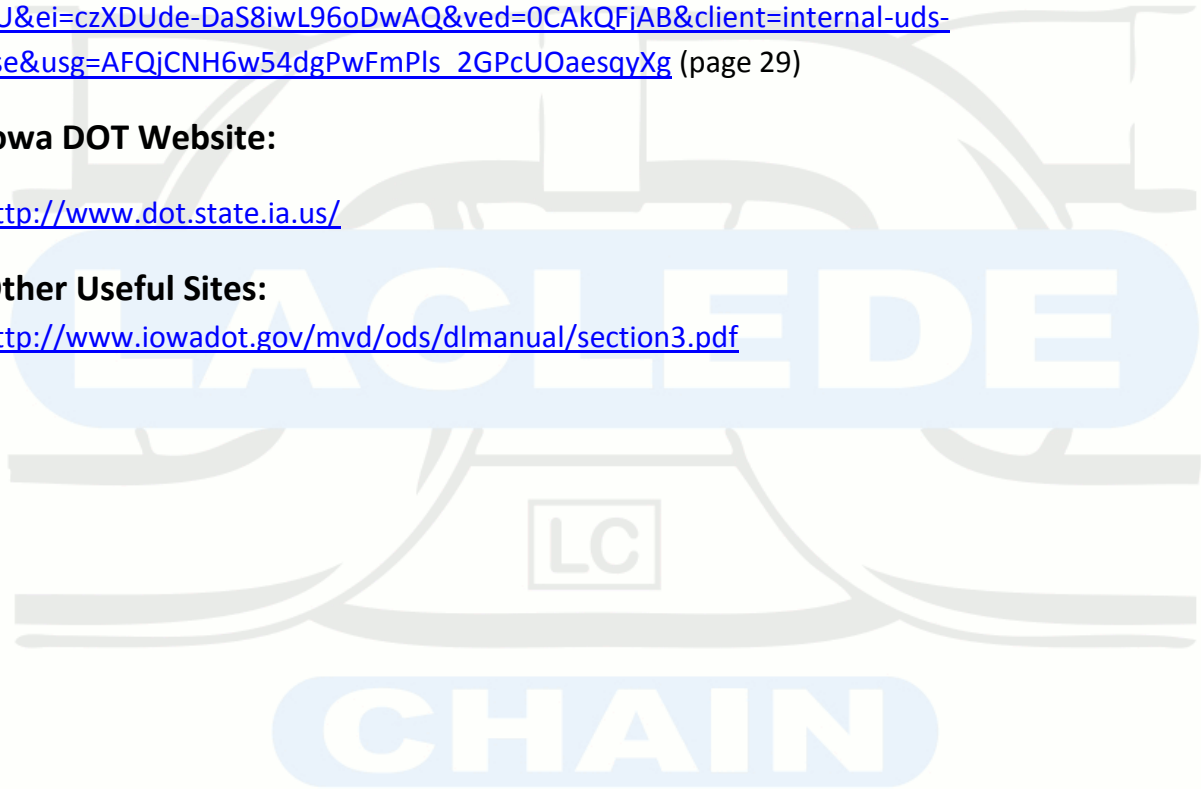 J&ei=czXDUde-DaS8iwL96oDwAQ&ved=0CAkQFjAB&client=internal-uds-
se&usg=AFQjCNH6w54dgPwFmPls_2GPcUOaesqyXg (page 29)
owa DOT Website:
ttp://www.dot.state.ia.us/
ther Useful Sites:
ttp://www.iowadot.gov/mvd/ods/dlmanual/section3.pdf
LACLEDE
LC
CHAIN